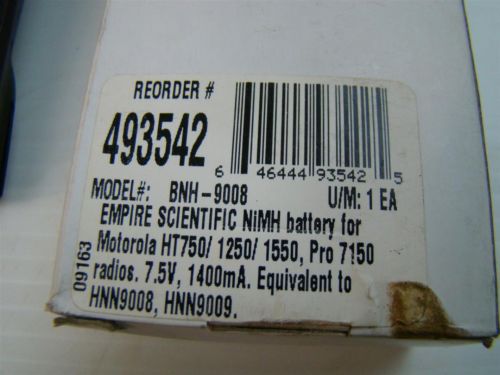 REORDER #
493542
6 46444 93542 5
MODEL#: BNH-9008 U/M: 1 EA
EMPIRE SCIENTIFIC NiMH battery for
Motorola HT750/ 1250/ 1550, Pro 7150
radios. 7.5V, 1400mA. Equivalent to
HNN9008, HNN9009.
09163